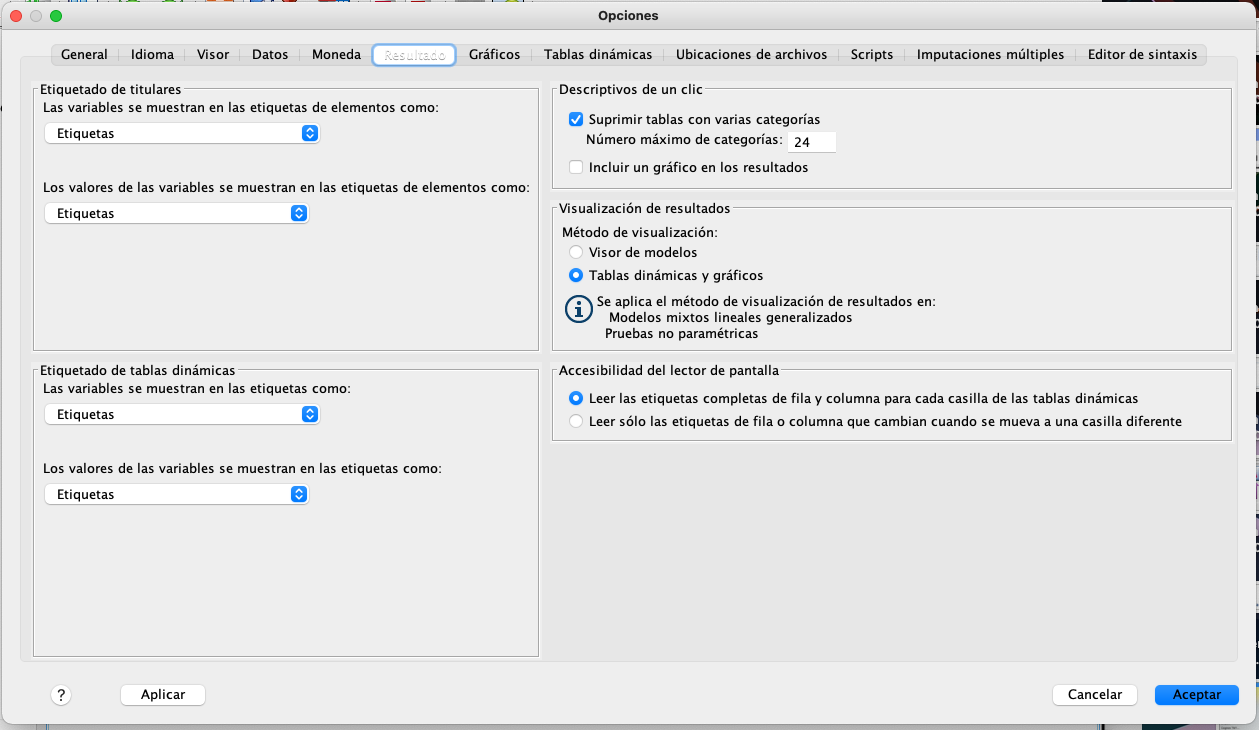 Opciones
General Idioma Visor Datos Moneda Resultado Gráficos Tablas dinámicas Ubicaciones de archivos Scripts Imputaciones múltiples Editor de sintaxis
Etiquetado de titulares
Las variables se muestran en las etiquetas de elementos como:
Etiquetas
Los valores de las variables se muestran en las etiquetas de elementos como:
Etiquetas
Etiquetado de tablas dinámicas
Las variables se muestran en las etiquetas como:
Etiquetas
Los valores de las variables se muestran en las etiquetas como:
Etiquetas
Descriptivos de un clic
Suprimir tablas con varias categorías
Número máximo de categorías: 24
Incluir un gráfico en los resultados
Visualización de resultados
Método de visualización:
Visor de modelos
Tablas dinámicas y gráficos
Se aplica el método de visualización de resultados en:
Modelos mixtos lineales generalizados
Pruebas no paramétricas
Accesibilidad del lector de pantalla
Leer las etiquetas completas de fila y columna para cada casilla de las tablas dinámicas
Leer sólo las etiquetas de fila o columna que cambian cuando se mueva a una casilla diferente
? Aplicar Cancelar Aceptar